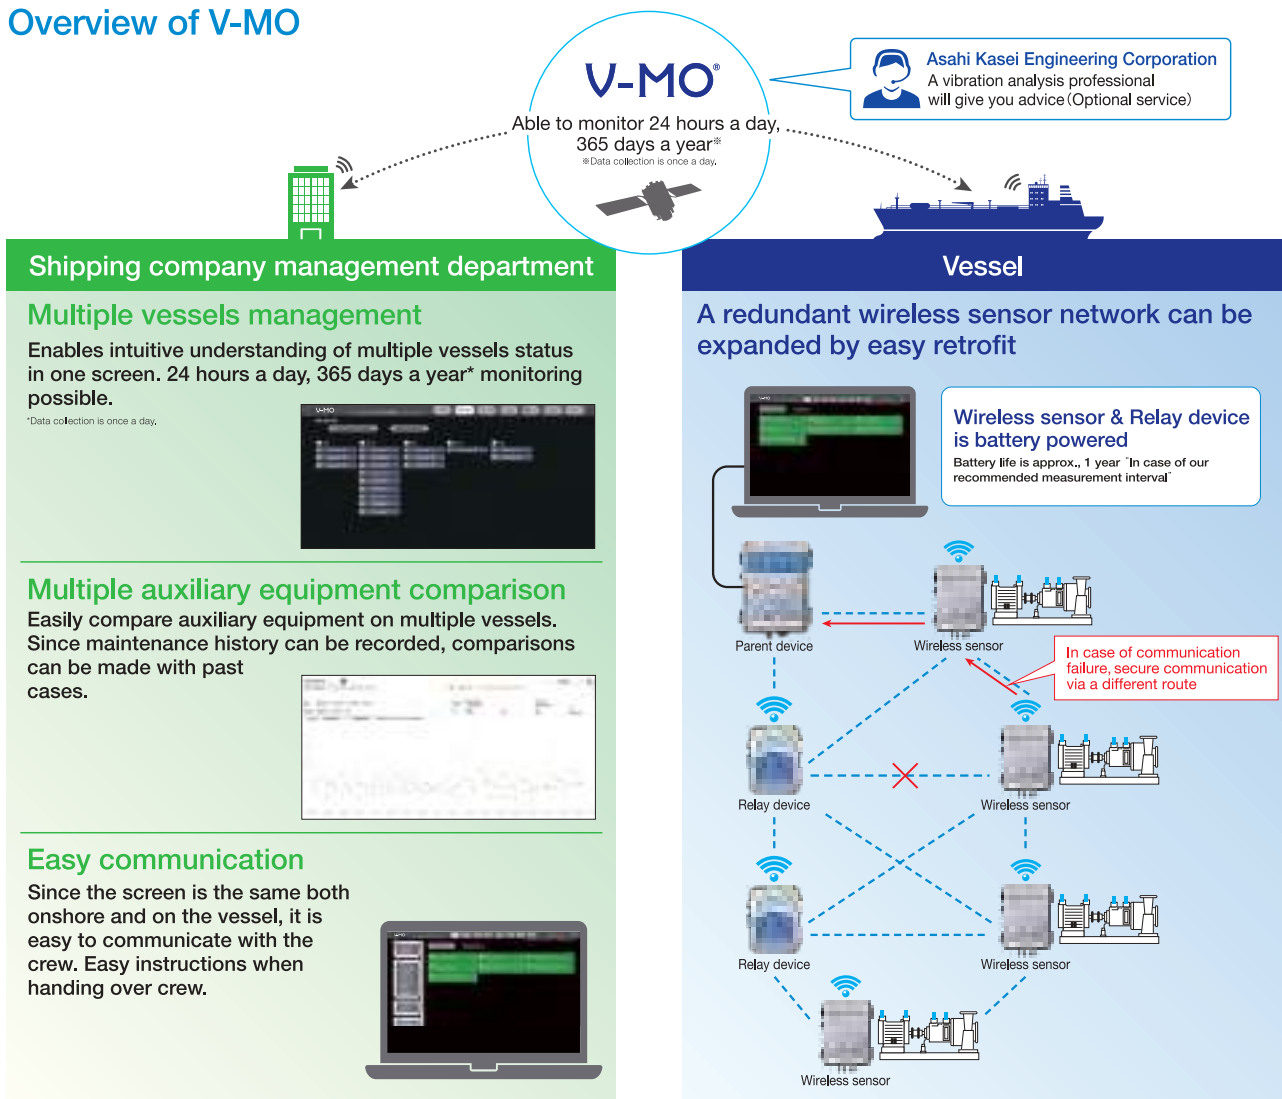 Overview of V-MO
V-MO®
Able to monitor 24 hours a day,
365 days a year※
※Data collection is once a day.
Asahi Kasei Engineering Corporation
A vibration analysis professional
will give you advice (Optional service)
Shipping company management department
Multiple vessels management
Enables intuitive understanding of multiple vessels status
in one screen. 24 hours a day, 365 days a year* monitoring
possible.
*Data collection is once a day.
V-MO
Multiple auxiliary equipment comparison
Easily compare auxiliary equipment on multiple vessels.
Since maintenance history can be recorded, comparisons
can be made with past
cases.
Easy communication
Since the screen is the same both
onshore and on the vessel, it is
easy to communicate with the
crew. Easy instructions when
handing over crew.
Vessel
A redundant wireless sensor network can be
expanded by easy retrofit
Wireless sensor & Relay device
is battery powered
Battery life is approx., 1 year "In case of our
recommended measurement interval"
Parent device
Wireless sensor
In case of communication
failure, secure communication
via a different route
Relay device
Wireless sensor
Relay device
Wireless sensor
Wireless sensor